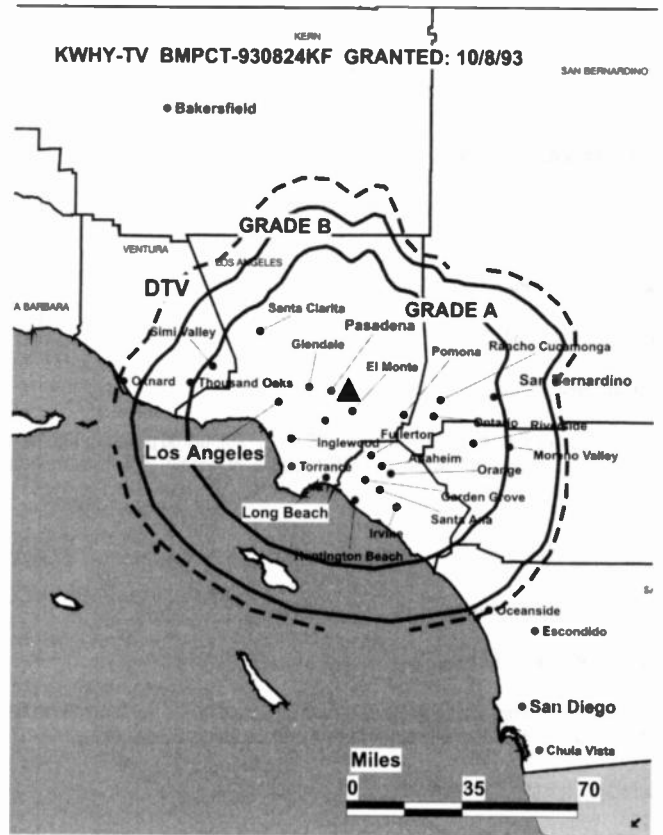 KERN
KWHY-TV BMPCT-930824KF GRANTED: 10/8/93
SAN BERNARDINO
Bakersfield
GRADE B
VENTURA
LOS ANGELES
DTV
A BARBARA
Santa Clarita
GRADE A
Simi Valley
Pasadena
Glendale
Pomona
Rancho Cucamonga
El Monte
San Bernardino
Oxnard
Thousand Oaks
Ontario
Riverside
Los Angeles
Inglewood
Fullerton
Anaheim
Moreno Valley
Torrance
Orange
Long Beach
Garden Grove
Santa Ana
Irvine
Huntington Beach
SA
Oceanside
Escondido
San Diego
Chula Vista
Miles
0 35 70